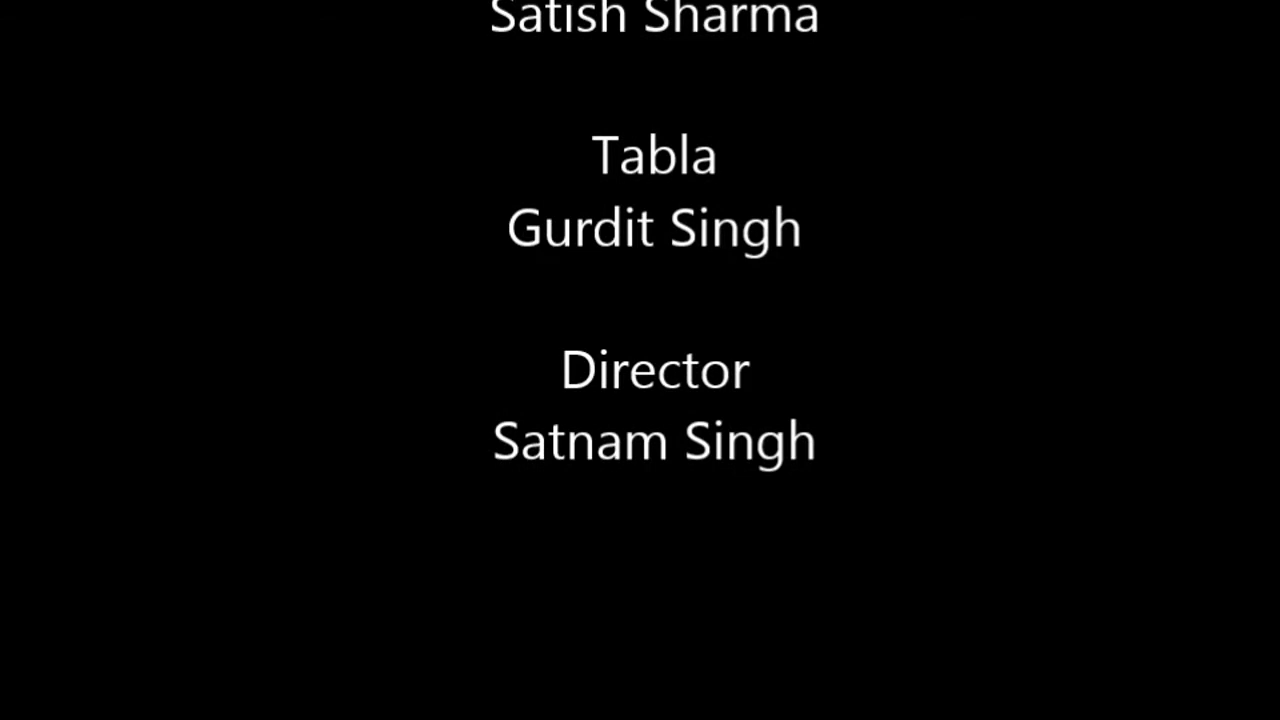 Satish Sharma
Tabla
Gurdit Singh
Director
Satnam Singh